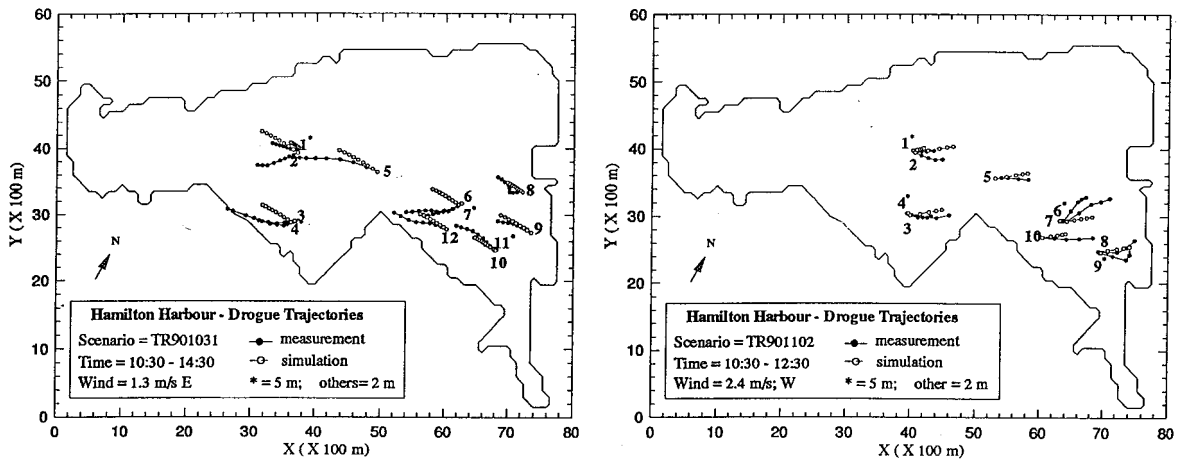 60
50
40
30
20
10
0
Y ( X 100 m)
1 *
2
5
6
7 *
8
3
4
12
11 *
9
10
N
Hamilton Harbour - Drogue Trajectories
Scenario = TR901031 measurement
Time = 10:30 - 14:30 simulation
Wind = 1.3 m/s E * = 5 m; others= 2 m
0 10 20 30 40 50 60 70 80
X ( X 100 m)
60
50
40
30
20
10
0
Y ( X 100 m)
1 *
2
5
4 *
3
6 *
7
10
8
9 *
N
Hamilton Harbour - Drogue Trajectories
Scenario = TR901102 measurement
Time = 10:30 - 12:30 simulation
Wind = 2.4 m/s; W * = 5 m; other = 2 m
0 10 20 30 40 50 60 70 80
X ( X 100 m)